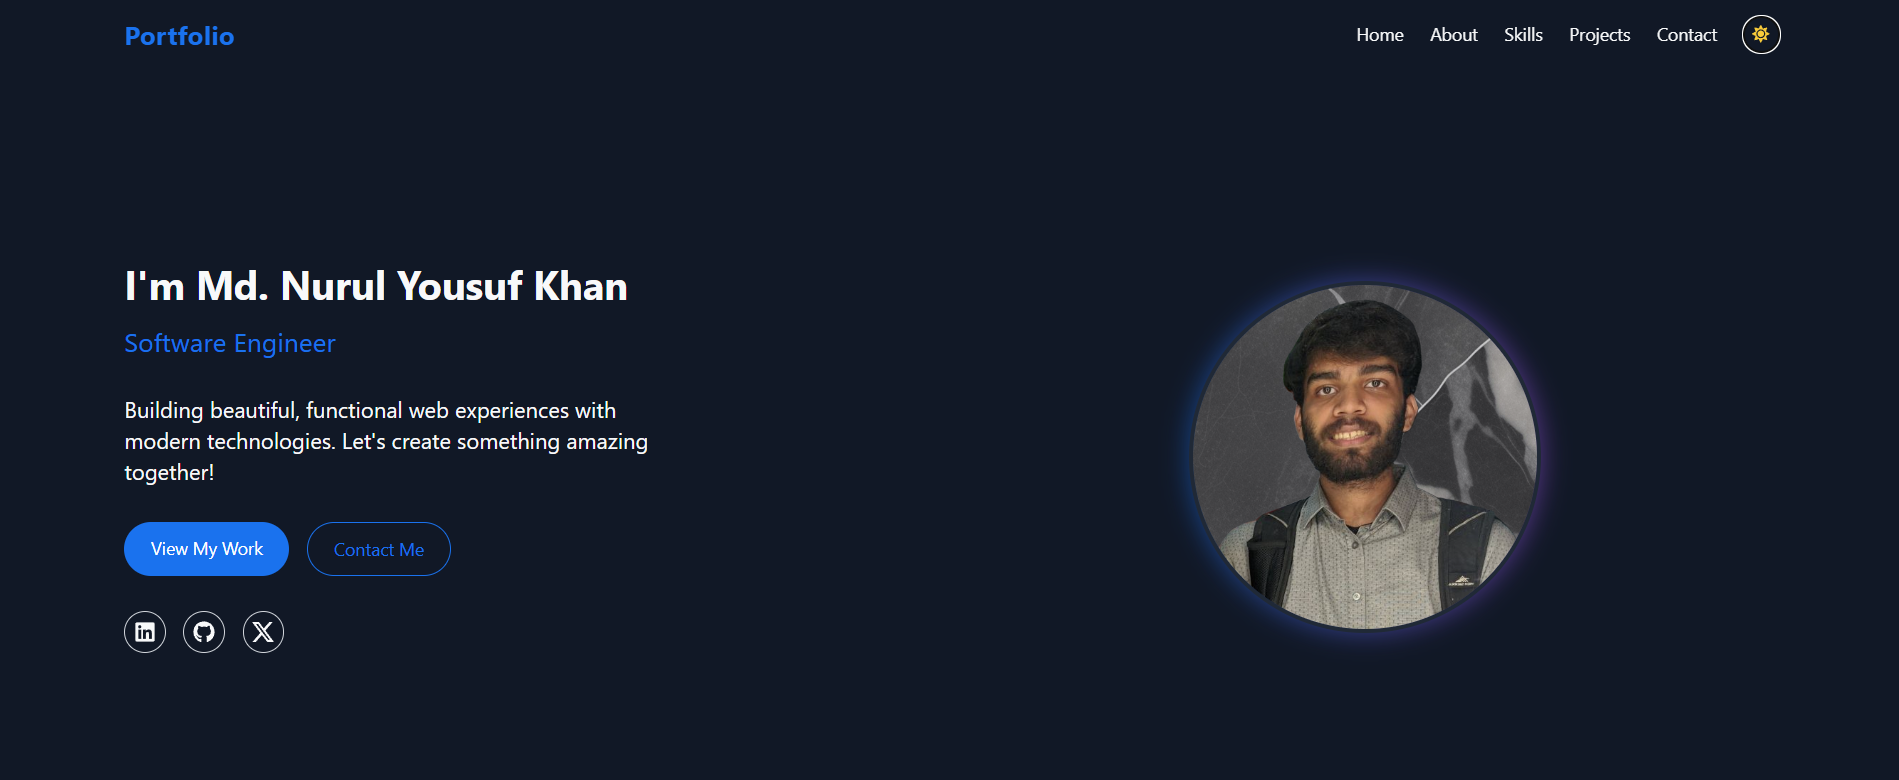 Portfolio
Home About Skills Projects Contact
I'm Md. Nurul Yousuf Khan
Software Engineer
Building beautiful, functional web experiences with
modern technologies. Let's create something amazing
together!
View My Work Contact Me